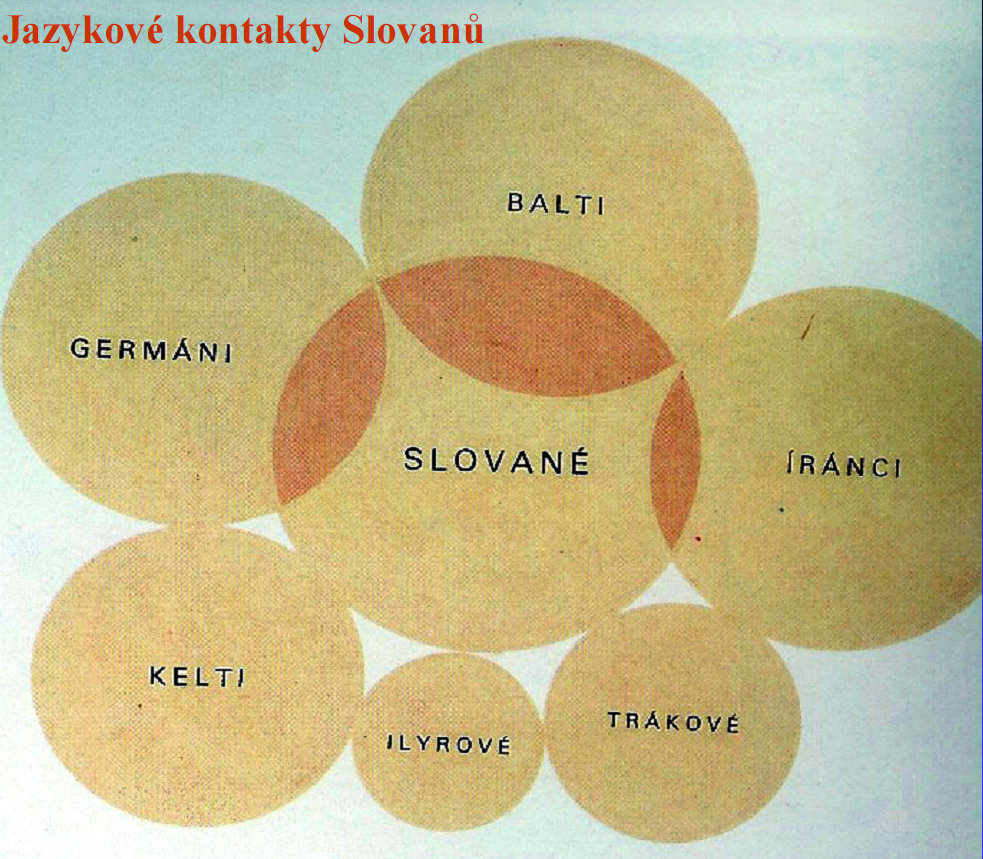 Jazykové kontakty Slovanů
BALTI
GERMÁNI
SLOVANÉ
ÍRÁNCI
KELTI
TRÁKOVÉ
ILYROVÉ